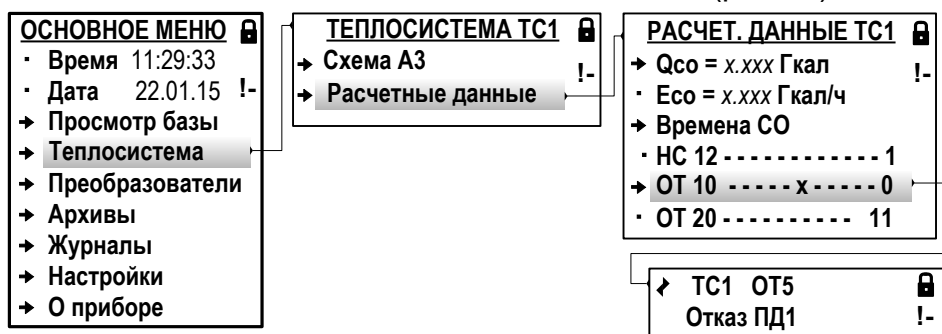 ОСНОВНОЕ МЕНЮ
· Время 11:29:33
· Дата 22.01.15 !-
➔ Просмотр базы
➔ Теплосистема
➔ Преобразователи
➔ Архивы
➔ Журналы
➔ Настройки
➔ О приборе
ТЕПЛОСИСТЕМА ТС1
➔ Схема А3 !-
➔ Расчетные данные
РАСЧЕТ. ДАННЫЕ ТС1
➔ Qco = x.xxx Гкал !-
· Eco = x.xxx Гкал/ч
➔ Времена СО
· НС 12 - - - - - - - - - - - - 1
➔ ОТ 10 - - - - - x - - - - - 0
· ОТ 20 - - - - - - - - - - 11
ТС1 ОТ5
Отказ ПД1 !-